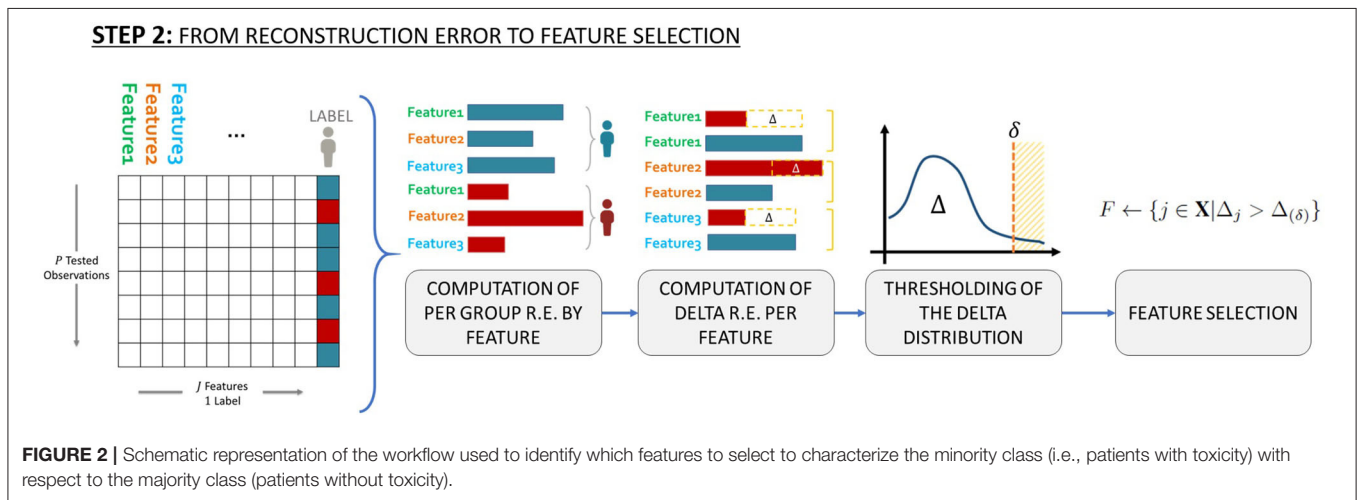 STEP 2: FROM RECONSTRUCTION ERROR TO FEATURE SELECTION
Feature1
Feature2
Feature3
...
LABEL
P Tested
Observations
J Features
1 Label
Feature1
Feature2
Feature3
Feature1
Feature2
Feature3
COMPUTATION OF
PER GROUP R.E. BY
FEATURE
Feature1
Δ
Feature1
Feature2
Δ
Feature2
Feature3
Δ
Feature3
COMPUTATION OF
DELTA R.E. PER
FEATURE
δ
Δ
THRESHOLDING OF
THE DELTA
DISTRIBUTION
F ← {j ∈ X|Δj > Δ(δ)}
FEATURE SELECTION
FIGURE 2 | Schematic representation of the workflow used to identify which features to select to characterize the minority class (i.e., patients with toxicity) with
respect to the majority class (patients without toxicity).